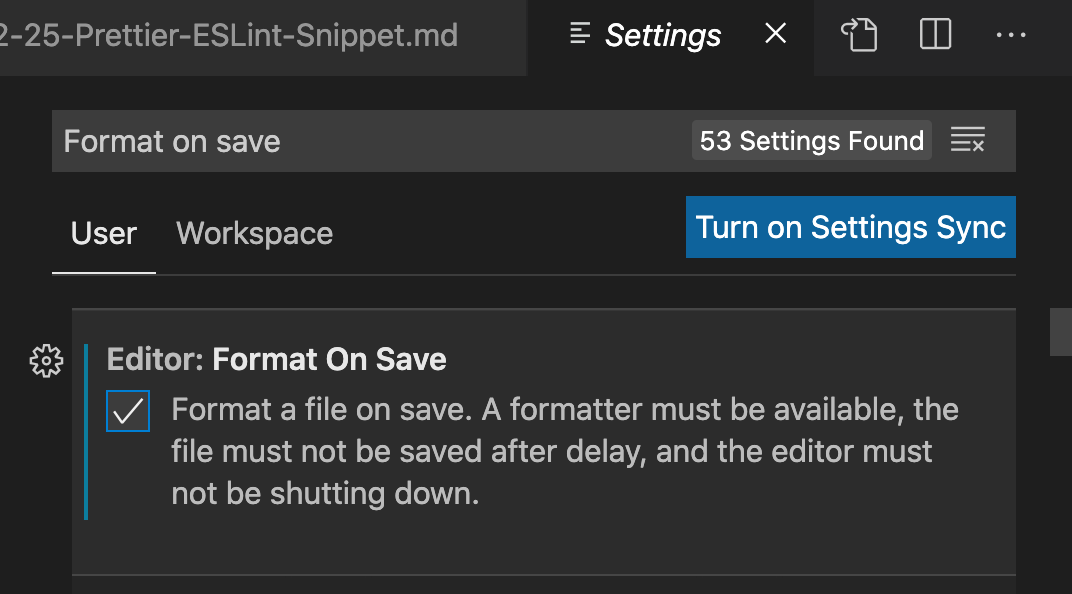 2-25-Prettier-ESLint-Snippet.md
Settings
Format on save
53 Settings Found
User
Workspace
Turn on Settings Sync
Editor: Format On Save
Format a file on save. A formatter must be available, the
file must not be saved after delay, and the editor must
not be shutting down.